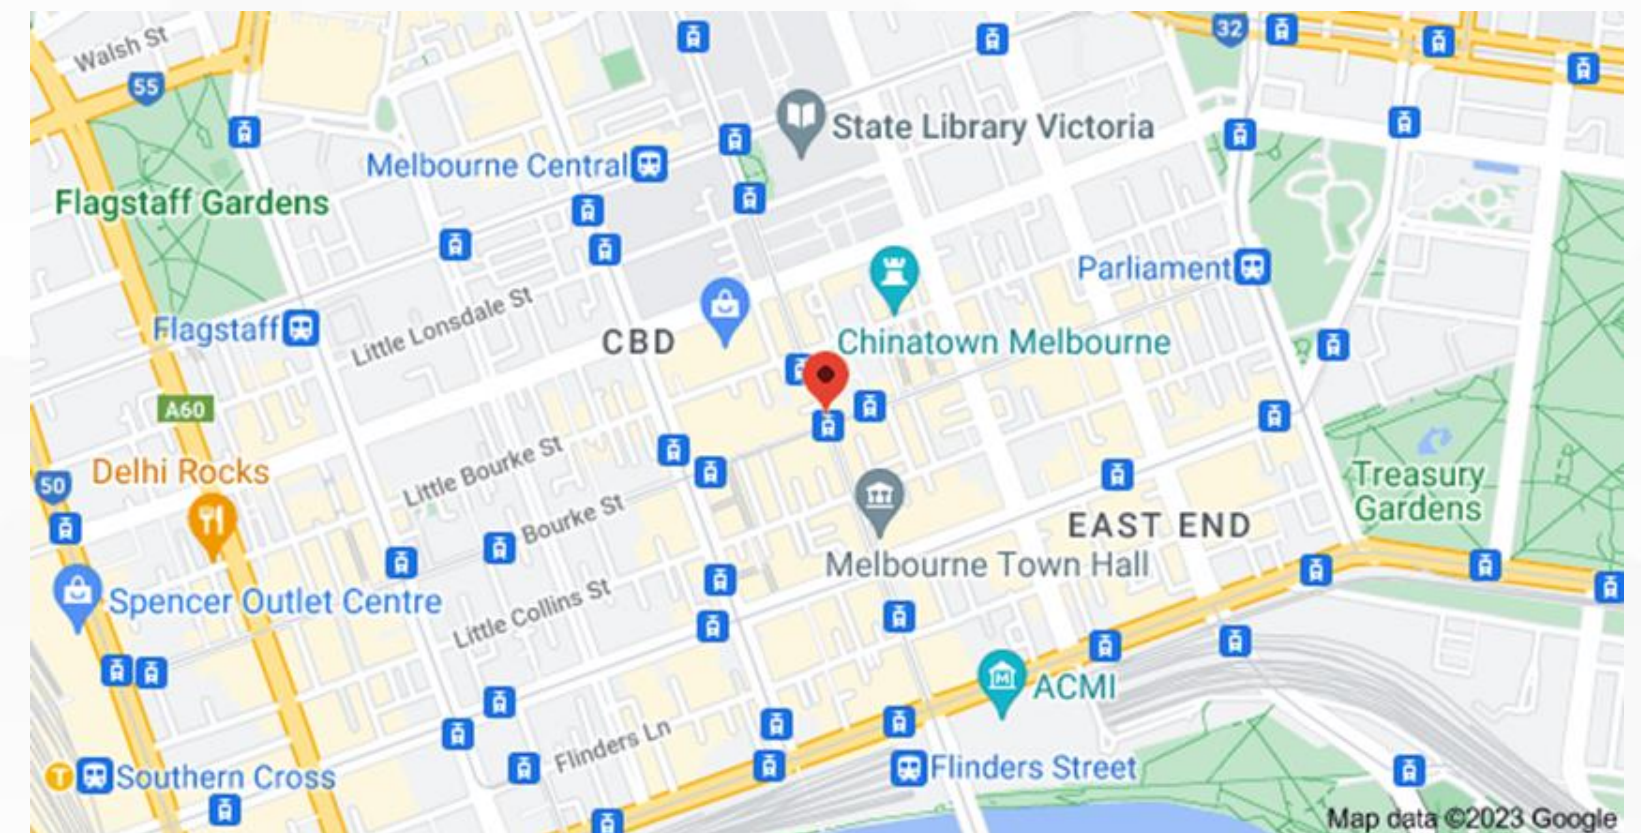 Walsh St
55
32
State Library Victoria
Melbourne Central
Flagstaff Gardens
Parliament
Little Lonsdale St
Flagstaff
CBD
Chinatown Melbourne
A60
Little Bourke St
Delhi Rocks
50
Treasury
Gardens
Bourke St
EAST END
Melbourne Town Hall
Spencer Outlet Centre
Little Collins St
M
ACMI
Flinders Ln
T
Southern Cross
Flinders Street
Map data ©2023 Google